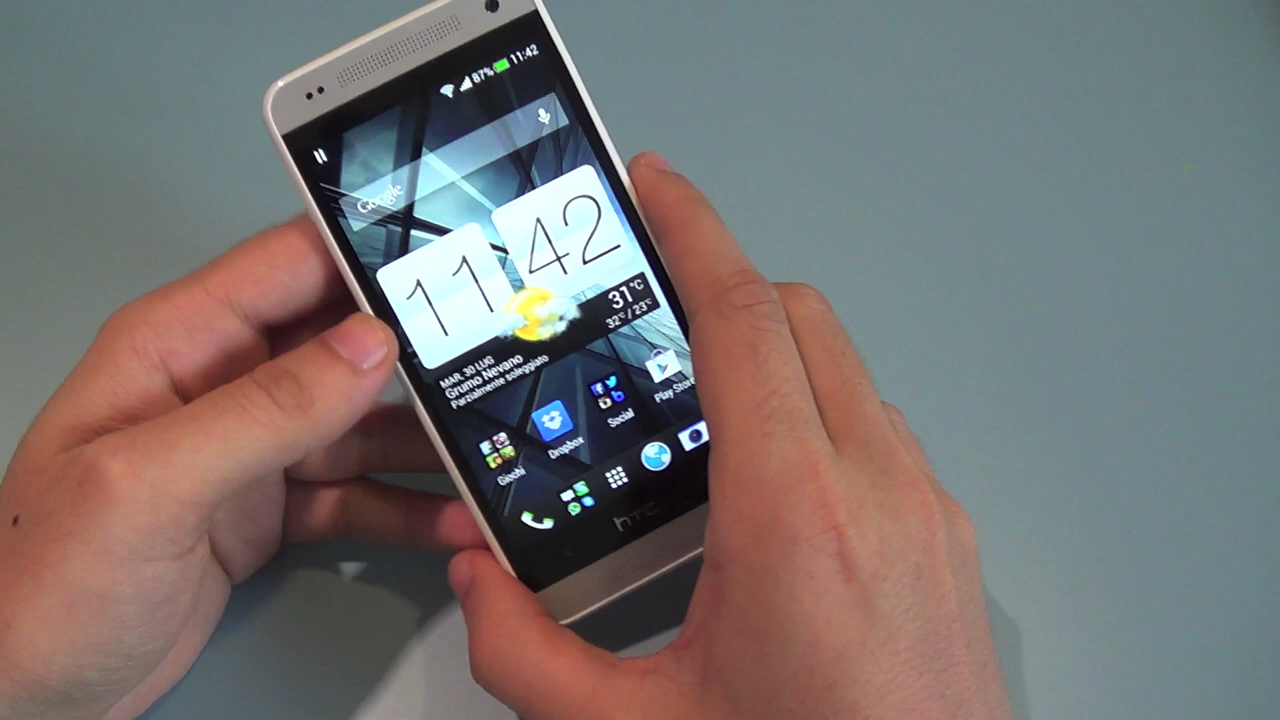 87% 11:42
Google
11 42
31°C
32°/23°
MAR, 30 LUG
Grumo Nevano
Parzialmente soleggiato
Giochi Dropbox Social Play Store
hTC